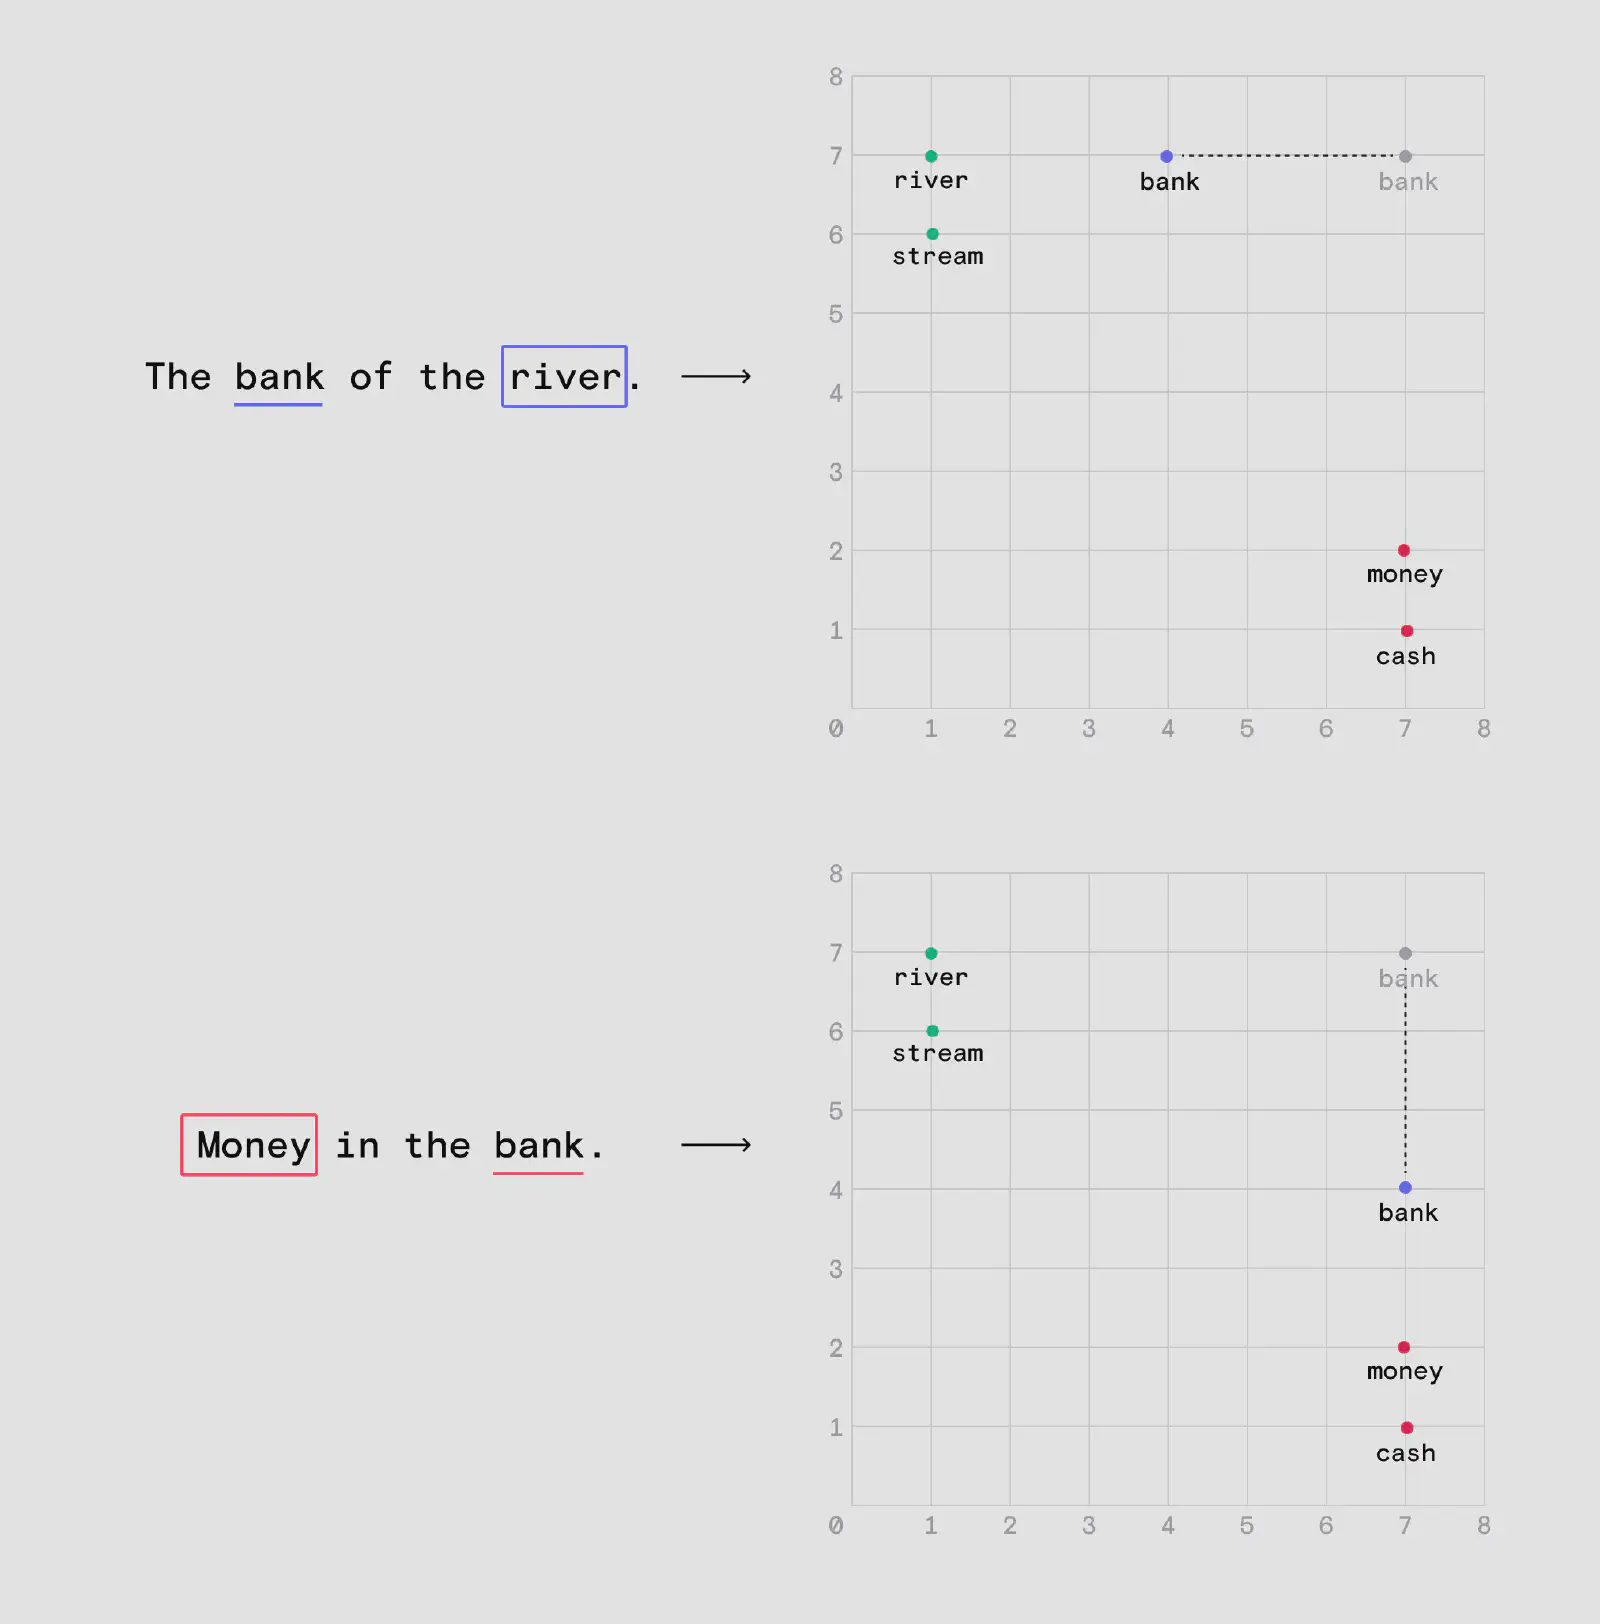 8
7
river
bank
bank
6
stream
5
The bank of the river.
4
3
2
money
1
cash
0 1 2 3 4 5 6 7 8
8
7
river
bank
6
stream
5
Money in the bank.
4
bank
3
2
money
1
cash
0 1 2 3 4 5 6 7 8